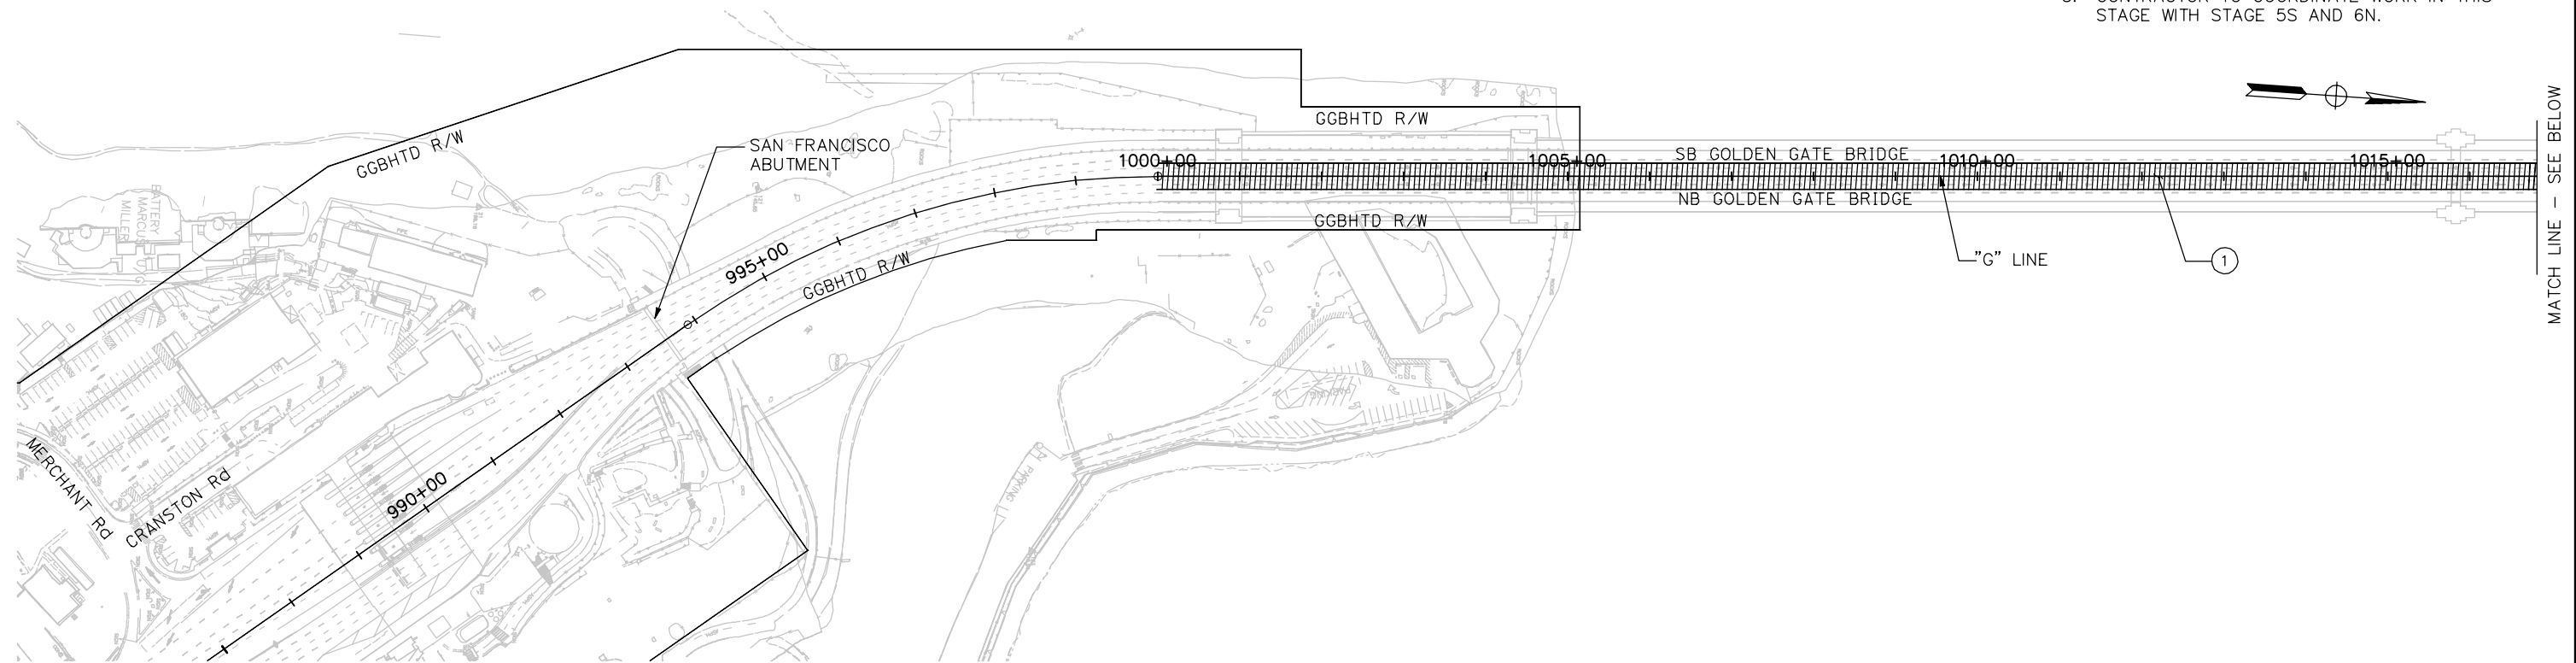 STAGE WITH STAGE 5S AND 6N.
GGBHTD R/W
GGBHTD R/W
SAN FRANCISCO
ABUTMENT
1000+00
1005+00
SB GOLDEN GATE BRIDGE
1010+00
1015+00
NB GOLDEN GATE BRIDGE
GGBHTD R/W
"G" LINE
1
MATCH LINE - SEE BELOW
BATTERY
MARCUS
MILLER
995+00
GGBHTD R/W
990+00
MERCHANT Rd
CRANSTON Rd
PARKING
PARKING